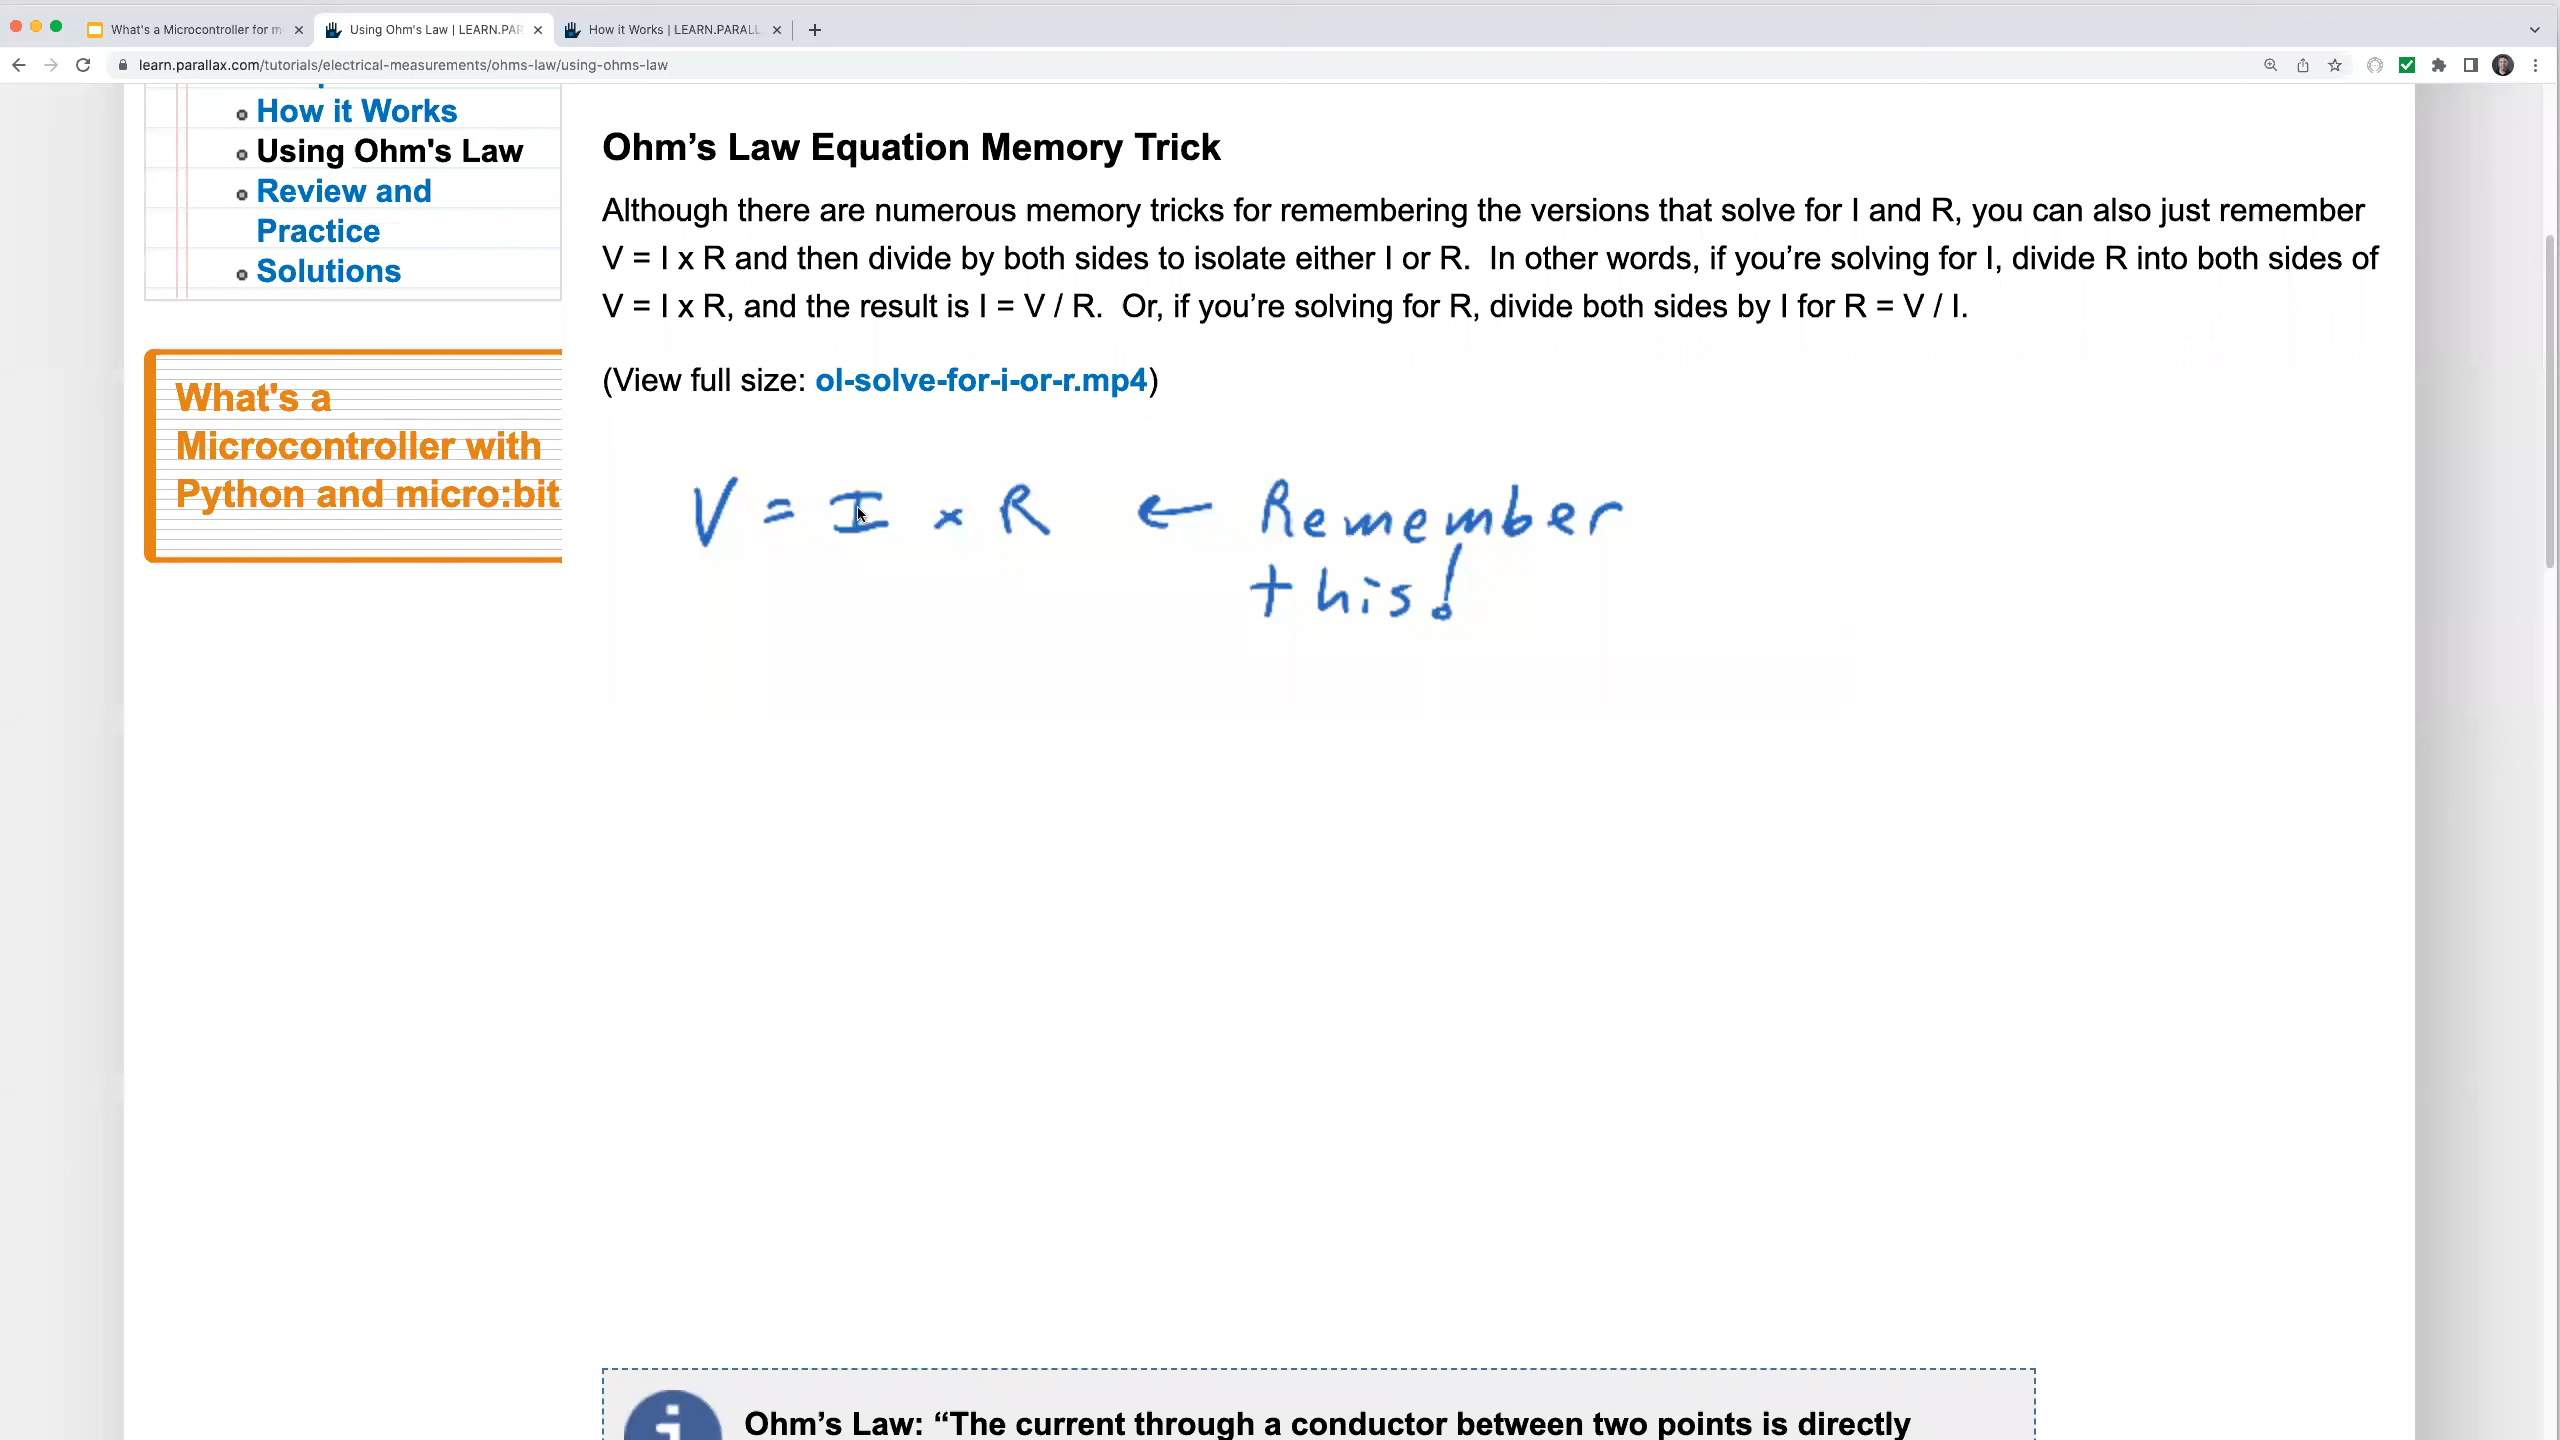 What's a Microcontroller for m
Using Ohm's Law | LEARN.PAR
How it Works | LEARN.PARALL
learn.parallax.com/tutorials/electrical-measurements/ohms-law/using-ohms-law
How it Works
Using Ohm's Law
Review and
Practice
Solutions
What's a
Microcontroller with
Python and micro:bit
Ohm’s Law Equation Memory Trick
Although there are numerous memory tricks for remembering the versions that solve for I and R, you can also just remember
V = I x R and then divide by both sides to isolate either I or R.  In other words, if you’re solving for I, divide R into both sides of
V = I x R, and the result is I = V / R.  Or, if you’re solving for R, divide both sides by I for R = V / I.
(View full size: ol-solve-for-i-or-r.mp4)
V = I × R ← Remember
this!
Ohm’s Law: “The current through a conductor between two points is directly